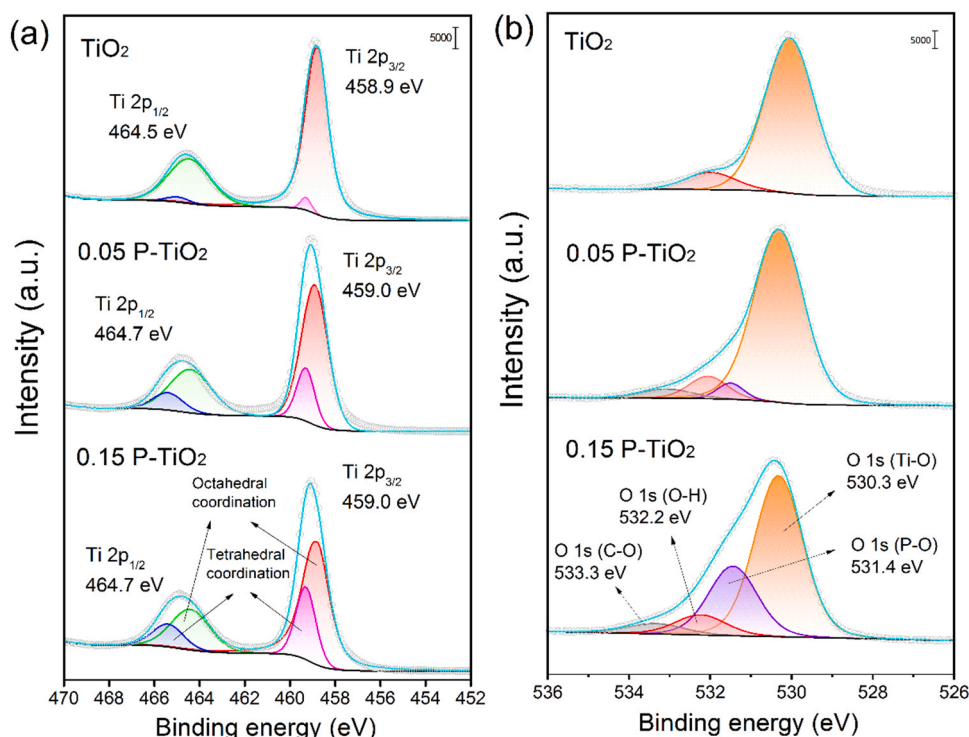 (a)
TiO2
5000
Ti 2p3/2
458.9 eV
Ti 2p1/2
464.5 eV
0.05 P-TiO2
Ti 2p3/2
459.0 eV
Ti 2p1/2
464.7 eV
0.15 P-TiO2
Ti 2p3/2
459.0 eV
Octahedral
coordination
Tetrahedral
coordination
Ti 2p1/2
464.7 eV
Intensity (a.u.)
470 468 466 464 462 460 458 456 454 452
Binding energy (eV)
(b)
TiO2
5000
0.05 P-TiO2
0.15 P-TiO2
O 1s (Ti-O)
530.3 eV
O 1s (O-H)
532.2 eV
O 1s (P-O)
531.4 eV
O 1s (C-O)
533.3 eV
Intensity (a.u.)
536 534 532 530 528 526
Binding energy (eV)